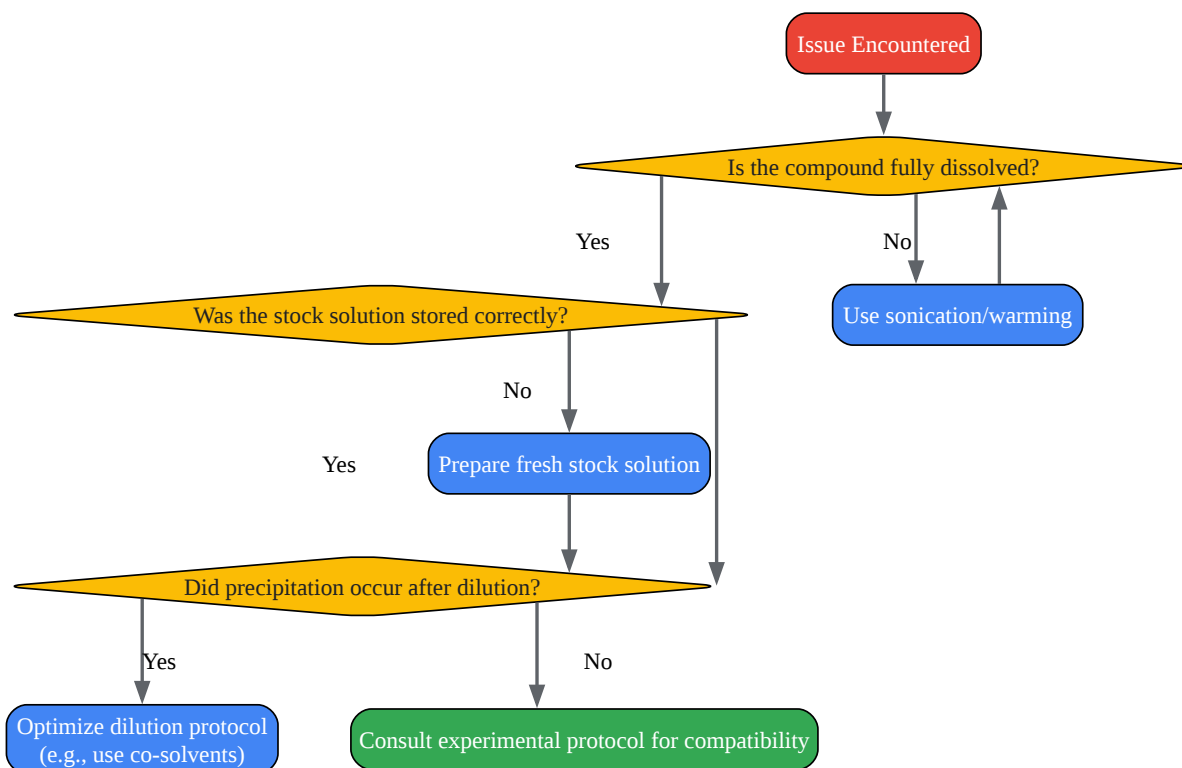 Issue Encountered
Is the compound fully dissolved?
Yes
No
Was the stock solution stored correctly?
Use sonication/warming
No
Yes
Prepare fresh stock solution
Did precipitation occur after dilution?
Yes
No
Optimize dilution protocol
(e.g., use co-solvents)
Consult experimental protocol for compatibility